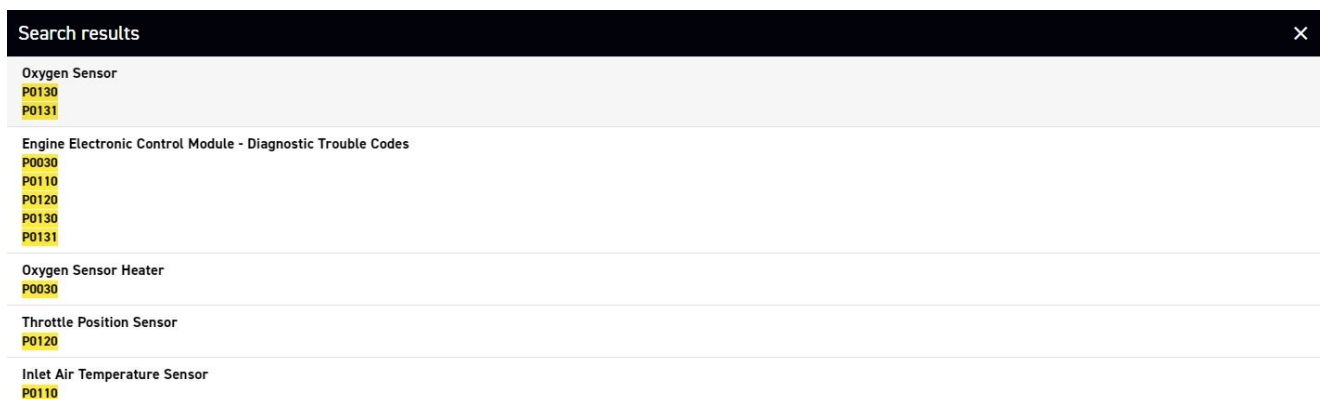 Search results
Oxygen Sensor
P0130
P0131
Engine Electronic Control Module - Diagnostic Trouble Codes
P0030
P0110
P0120
P0130
P0131
Oxygen Sensor Heater
P0030
Throttle Position Sensor
P0120
Inlet Air Temperature Sensor
P0110